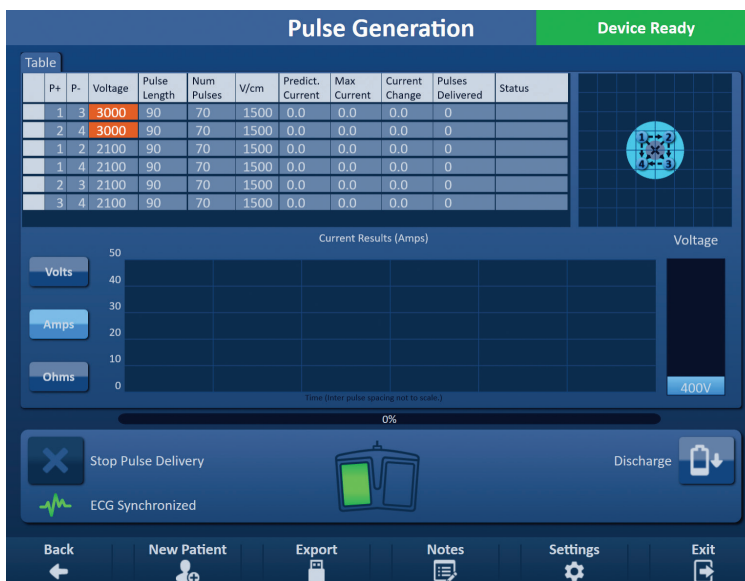 Pulse Generation
Device Ready
Table
P+ P- Voltage Pulse Length Num Pulses V/cm Predict. Current Max Current Current Change Pulses Delivered Status
1 3 3000 90 70 1500 0.0 0.0 0.0 0
2 4 3000 90 70 1500 0.0 0.0 0.0 0
1 2 2100 90 70 1500 0.0 0.0 0.0 0
1 4 2100 90 70 1500 0.0 0.0 0.0 0
2 3 2100 90 70 1500 0.0 0.0 0.0 0
3 4 2100 90 70 1500 0.0 0.0 0.0 0
1 2
4 3
Current Results (Amps)
Voltage
Volts
Amps
Ohms
50
40
30
20
10
0
400V
Time (Inter pulse spacing not to scale.)
0%
Stop Pulse Delivery
Discharge
ECG Synchronized
Back New Patient Export Notes Settings Exit